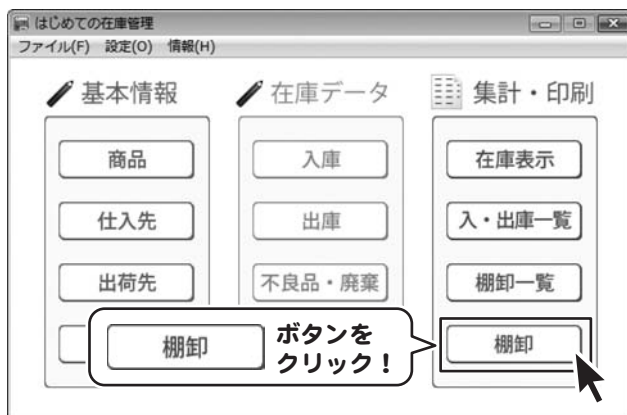 はじめての在庫管理
ファイル(F) 設定(O) 情報(H)
基本情報
商品
仕入先
出荷先
在庫データ
入庫
出庫
不良品・廃棄
集計・印刷
在庫表示
入・出庫一覧
棚卸一覧
棚卸
棚卸
ボタンを
クリック！